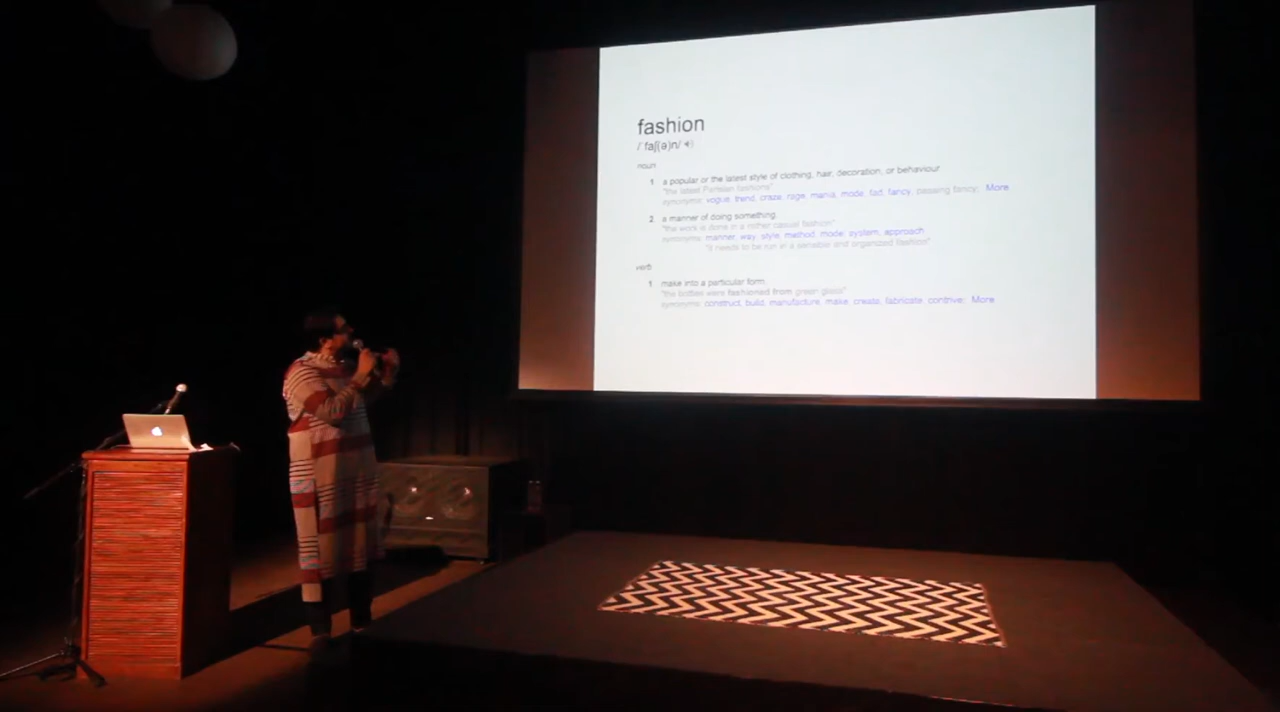 fashion
/ˈfaʃ(ə)n/
noun
1 a popular or the latest style of clothing, hair, decoration, or behaviour
"the latest Parisian fashions"
synonyms: vogue, trend, craze, rage, mania, mode, fad, fancy, passing fancy; More
2. a manner of doing something.
"the work is done in a rather casual fashion"
synonyms: manner, way, style, method, mode, system, approach
"it needs to be run in a sensible and organized fashion"
verb
1 make into a particular form.
"the bottles were fashioned from green glass"
synonyms: construct, build, manufacture, make, create, fabricate, contrive; More